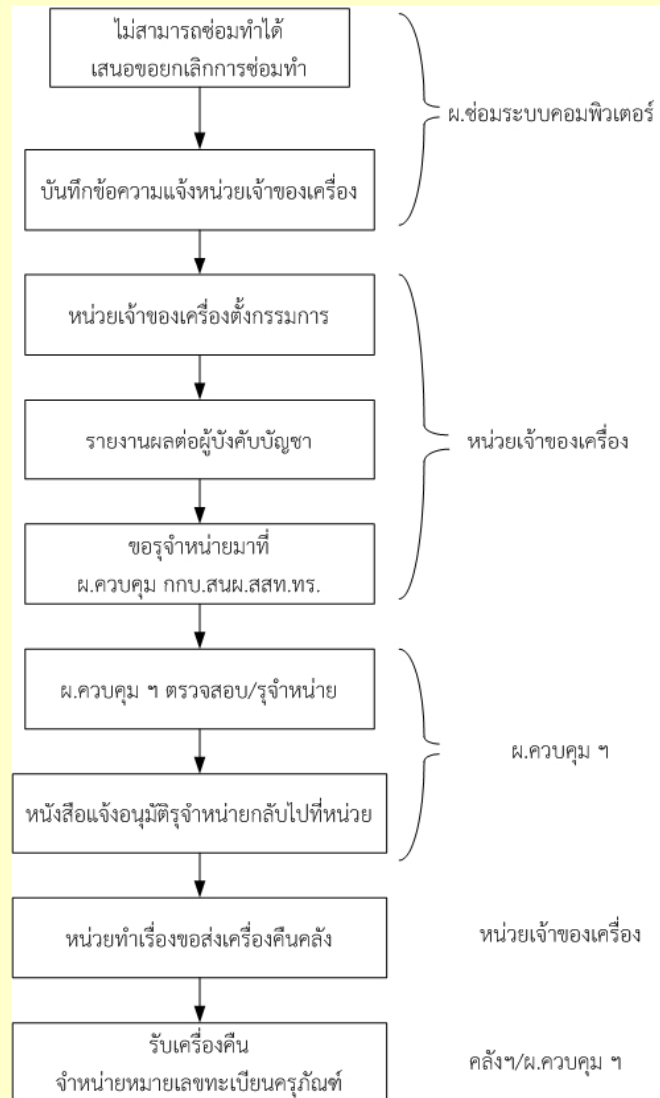 ไม่สามารถซ่อมทำได้
เสนอขอยกเลิกการซ่อมทำ
ผ.ซ่อมระบบคอมพิวเตอร์
บันทึกข้อความแจ้งหน่วยเจ้าของเครื่อง
หน่วยเจ้าของเครื่องตั้งกรรมการ
รายงานผลต่อผู้บังคับบัญชา
หน่วยเจ้าของเครื่อง
ขอรุจำหน่ายมาที่
ผ.ควบคุม กกบ.สนผ.สสท.ทร.
ผ.ควบคุม ฯ ตรวจสอบ/รุจำหน่าย
ผ.ควบคุม ฯ
หนังสือแจ้งอนุมัติรุจำหน่ายกลับไปที่หน่วย
หน่วยทำเรื่องขอส่งเครื่องคืนคลัง
หน่วยเจ้าของเครื่อง
รับเครื่องคืน
จำหน่ายหมายเลขทะเบียนครุภัณฑ์
คลังฯ/ผ.ควบคุม ฯ